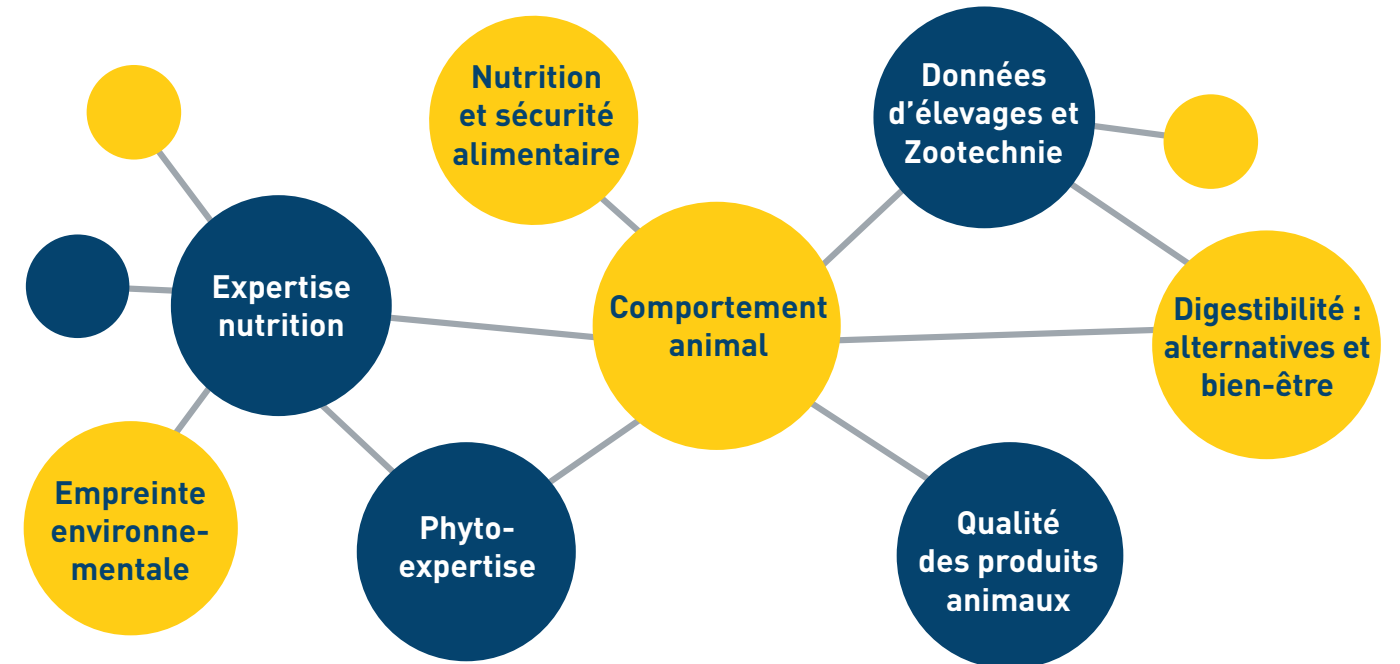 Nutrition
et sécurité
alimentaire
Données
d'élevages et
Zootechnie
Expertise
nutrition
Comportement
animal
Digestibilité :
alternatives et
bien-être
Empreinte
environne-
mentale
Phyto-
expertise
Qualité
des produits
animaux